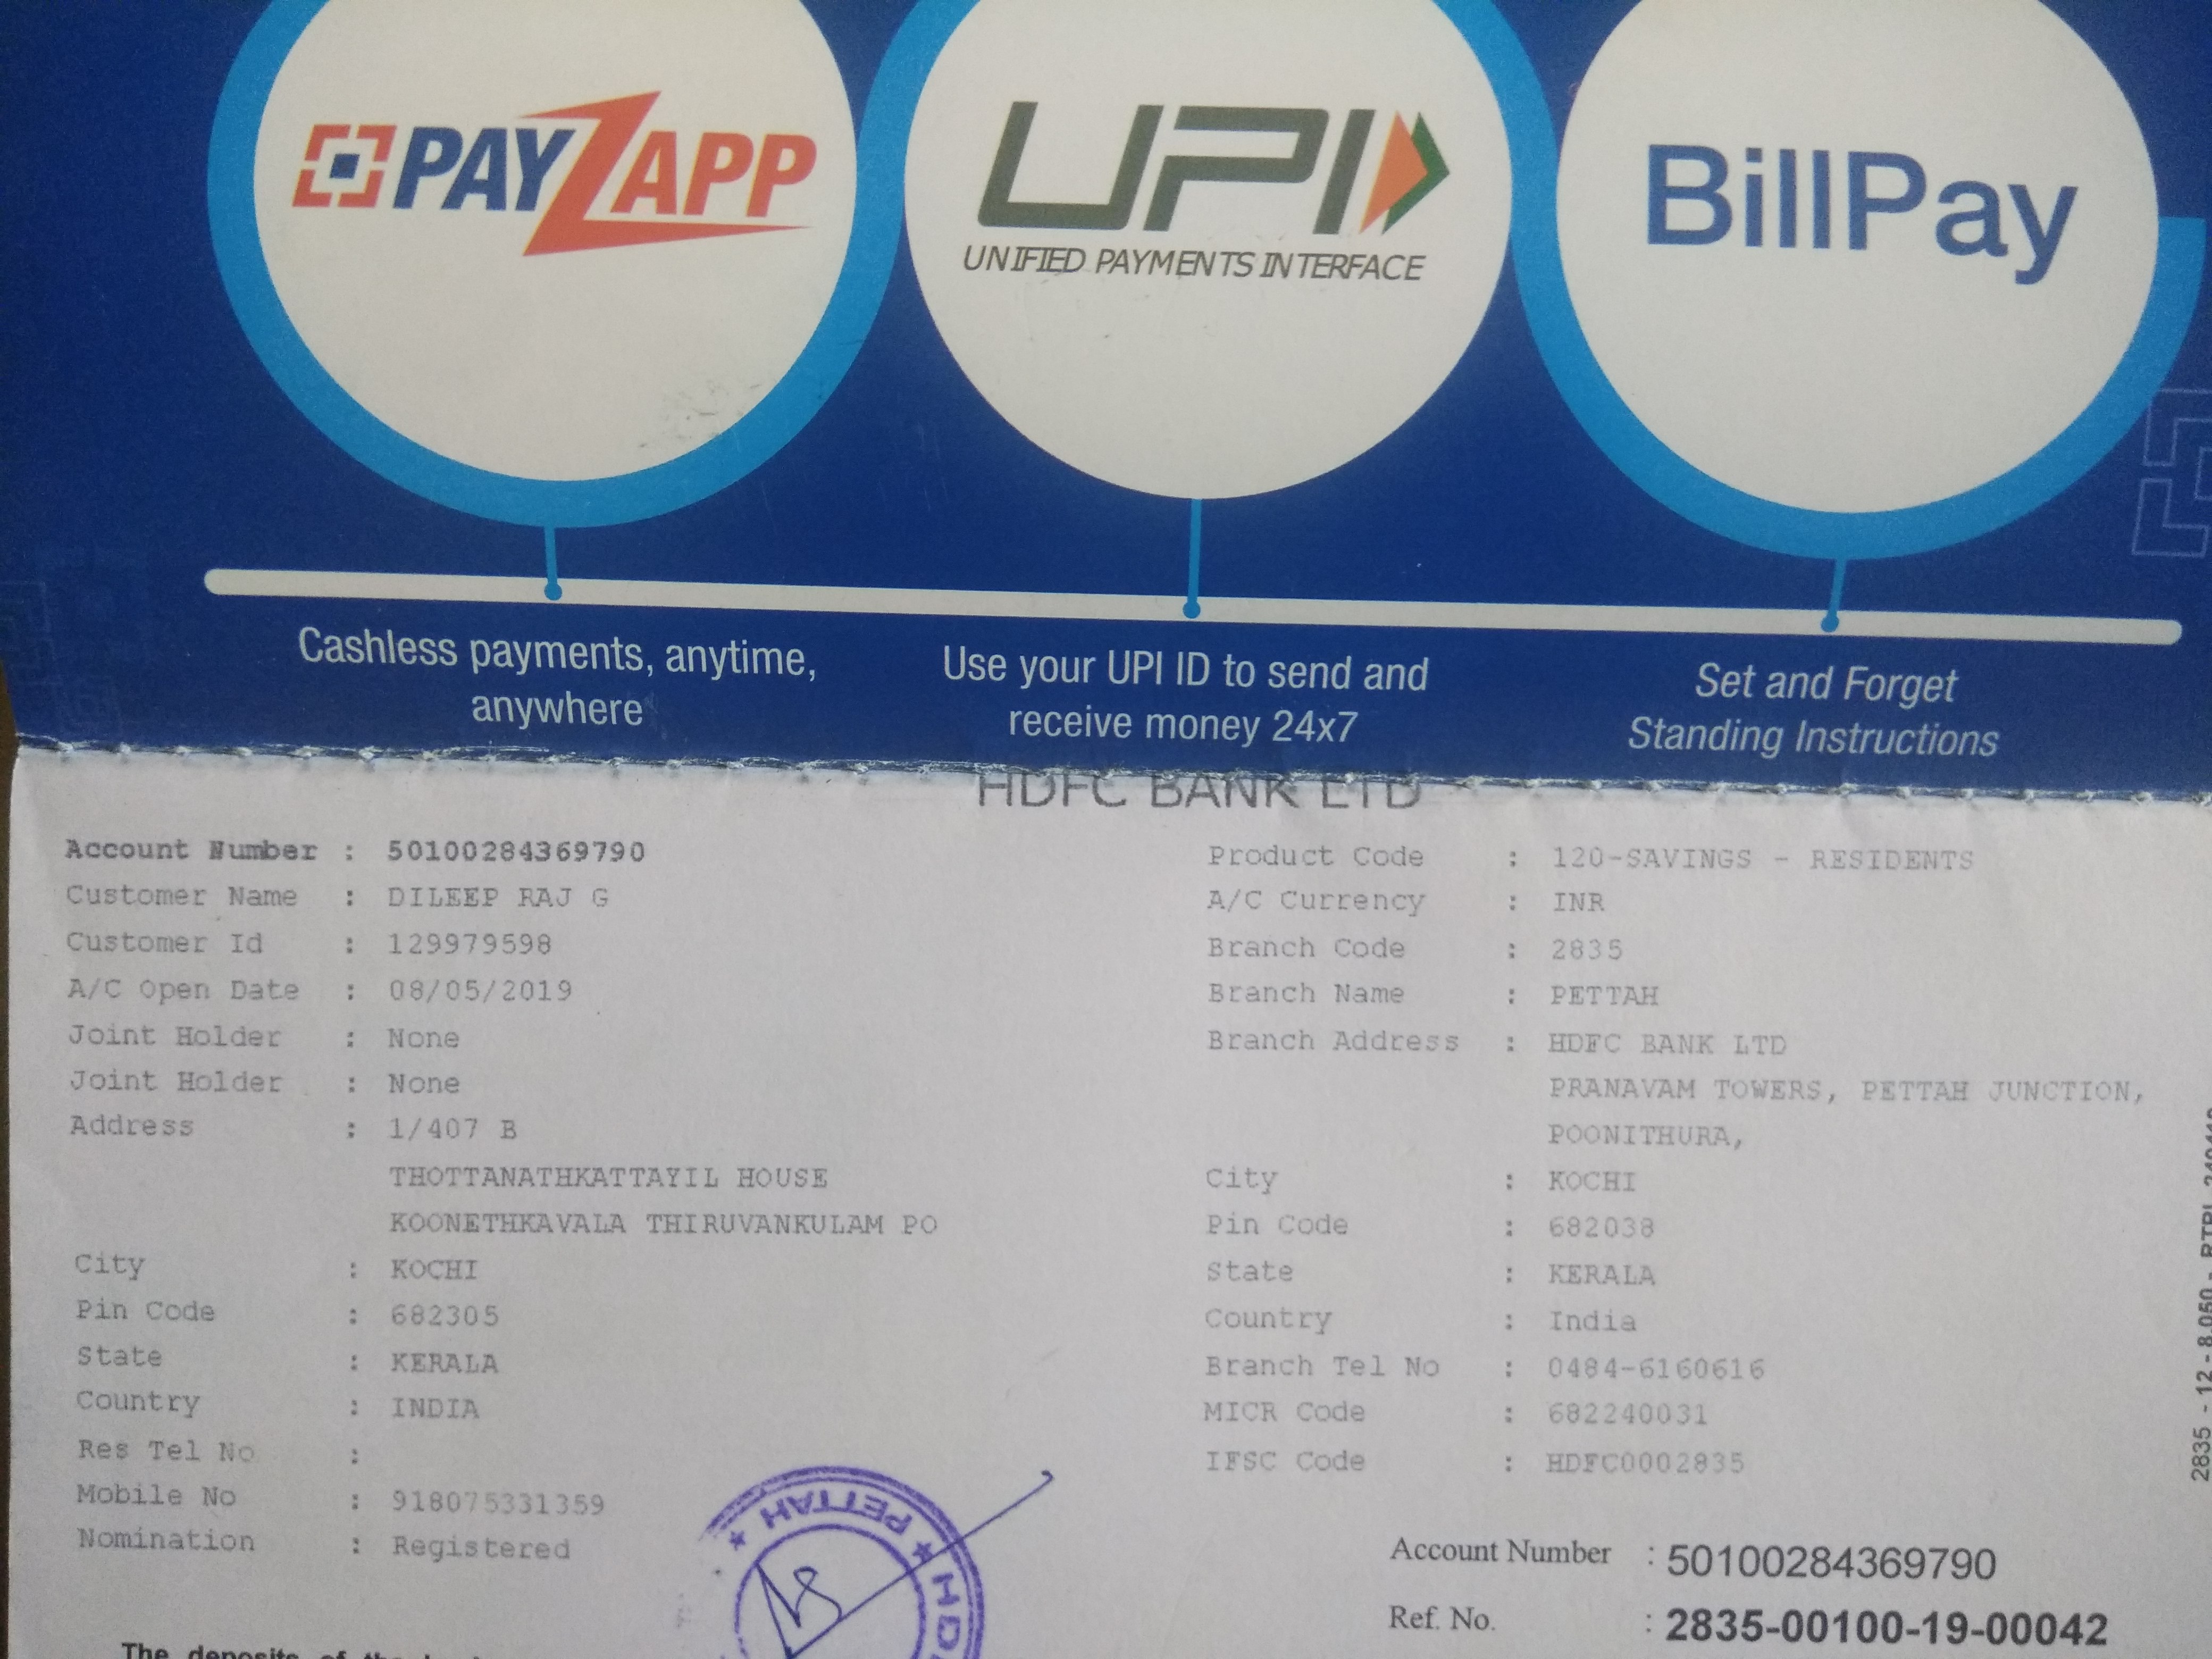 PAYZAPP
UPI
UNIFIED PAYMENTS INTERFACE
BillPay
Cashless payments, anytime,
anywhere
Use your UPI ID to send and
receive money 24x7
Set and Forget
Standing Instructions
HDFC BANK LTD
Account Number : 50100284369790
Customer Name : DILEEP RAJ G
Customer Id : 129979598
A/C Open Date : 08/05/2019
Joint Holder : None
Joint Holder : None
Address : 1/407 B
THOTTANATHKATTAYIL HOUSE
KOONETHKAVALA THIRUVANKULAM PO
City : KOCHI
Pin Code : 682305
State : KERALA
Country : INDIA
Res Tel No :
Mobile No : 918075331359
Nomination : Registered
Product Code : 120-SAVINGS - RESIDENTS
A/C Currency : INR
Branch Code : 2835
Branch Name : PETTAH
Branch Address : HDFC BANK LTD
PRANAVAM TOWERS, PETTAH JUNCTION,
POONITHURA,
City : KOCHI
Pin Code : 682038
State : KERALA
Country : India
Branch Tel No : 0484-6160616
MICR Code : 682240031
IFSC Code : HDFC0002835
Account Number : 50100284369790
Ref. No. : 2835-00100-19-00042
★ PETTAH ★ HD
The deposits of the
2835 - 12 - 8.050 -